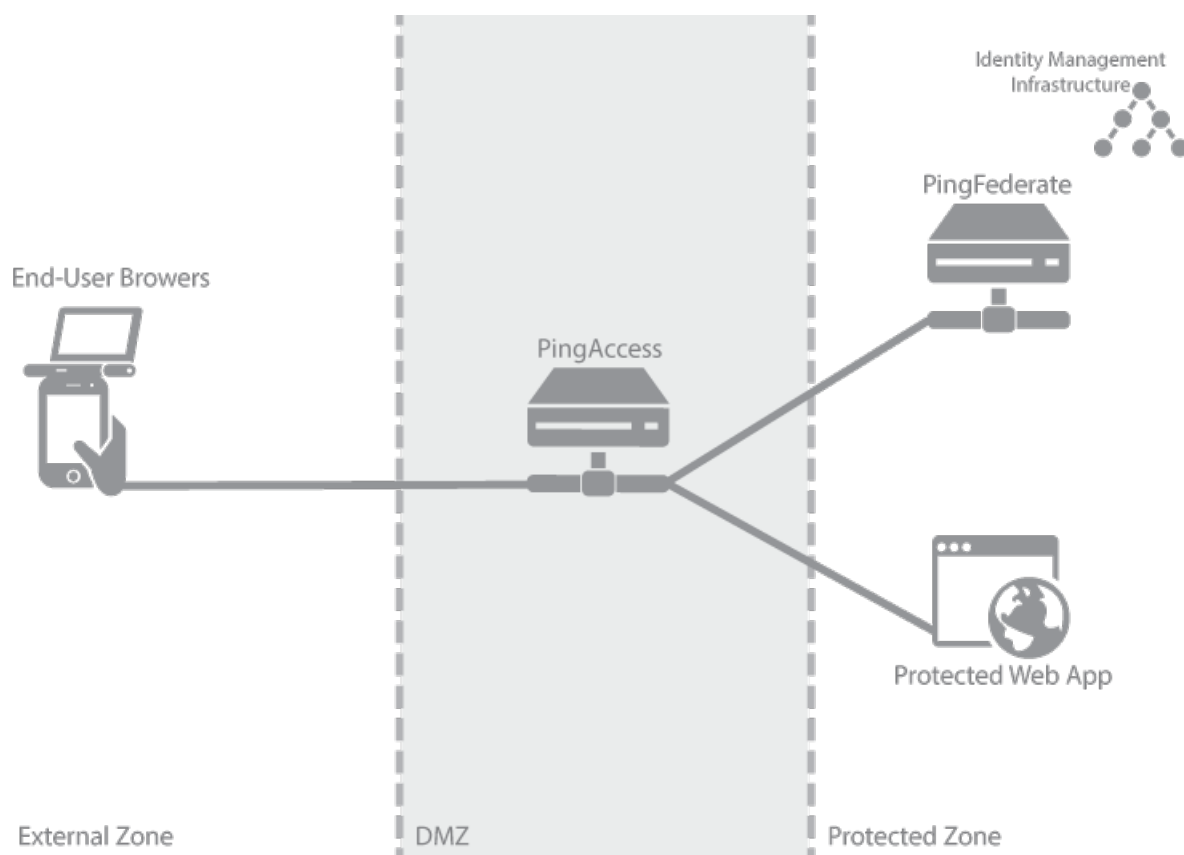 Identity Management
Infrastructure
PingFederate
End-User Browers
PingAccess
Protected Web App
External Zone
DMZ
Protected Zone